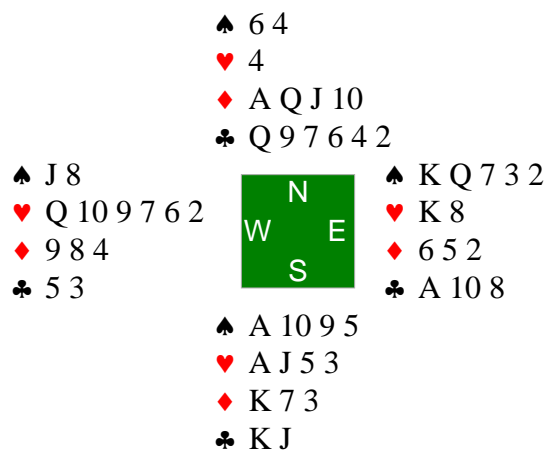 ♠ 6 4
♥ 4
♦ A Q J 10
♣ Q 9 7 6 4 2
♠ J 8
♥ Q 10 9 7 6 2
♦ 9 8 4
♣ 5 3
N
W E
S
♠ K Q 7 3 2
♥ K 8
♦ 6 5 2
♣ A 10 8
♠ A 10 9 5
♥ A J 5 3
♦ K 7 3
♣ K J